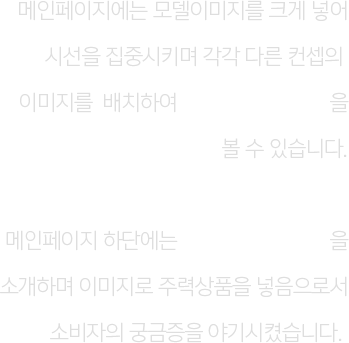 메인페이지에는 모델이미지를 크게 넣어
시선을 집중시키며 각각 다른 컨셉의
이미지를 배치하여 을
볼 수 있습니다.
메인페이지 하단에는 을
소개하며 이미지로 주력상품을 넣음으로서
소비자의 궁금증을 야기시켰습니다.